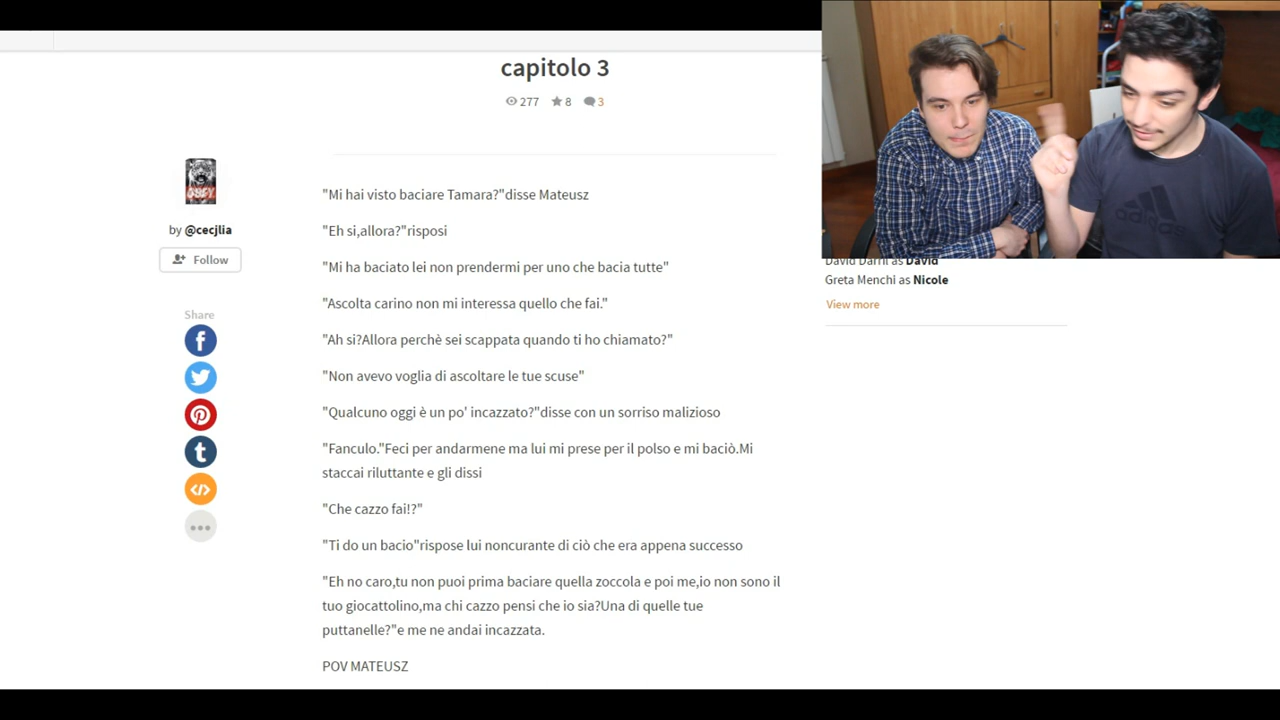 capitolo 3
277 8 3
OBEY
by @cecjlia
Follow
Share
"Mi hai visto baciare Tamara?"disse Mateusz
"Eh si,allora?"risposi
"Mi ha baciato lei non prendermi per uno che bacia tutte"
"Ascolta carino non mi interessa quello che fai."
"Ah si?Allora perchè sei scappata quando ti ho chiamato?"
"Non avevo voglia di ascoltare le tue scuse"
"Qualcuno oggi è un po' incazzato?"disse con un sorriso malizioso
"Fanculo."Feci per andarmene ma lui mi prese per il polso e mi baciò.Mi
staccai riluttante e gli dissi
"Che cazzo fai!?"
"Ti do un bacio"rispose lui noncurante di ciò che era appena successo
"Eh no caro,tu non puoi prima baciare quella zoccola e poi me,io non sono il
tuo giocattolino,ma chi cazzo pensi che io sia?Una di quelle tue
puttanelle?"e me ne andai incazzata.
POV MATEUSZ
adidas
David Darni as David
Greta Menchi as Nicole
View more